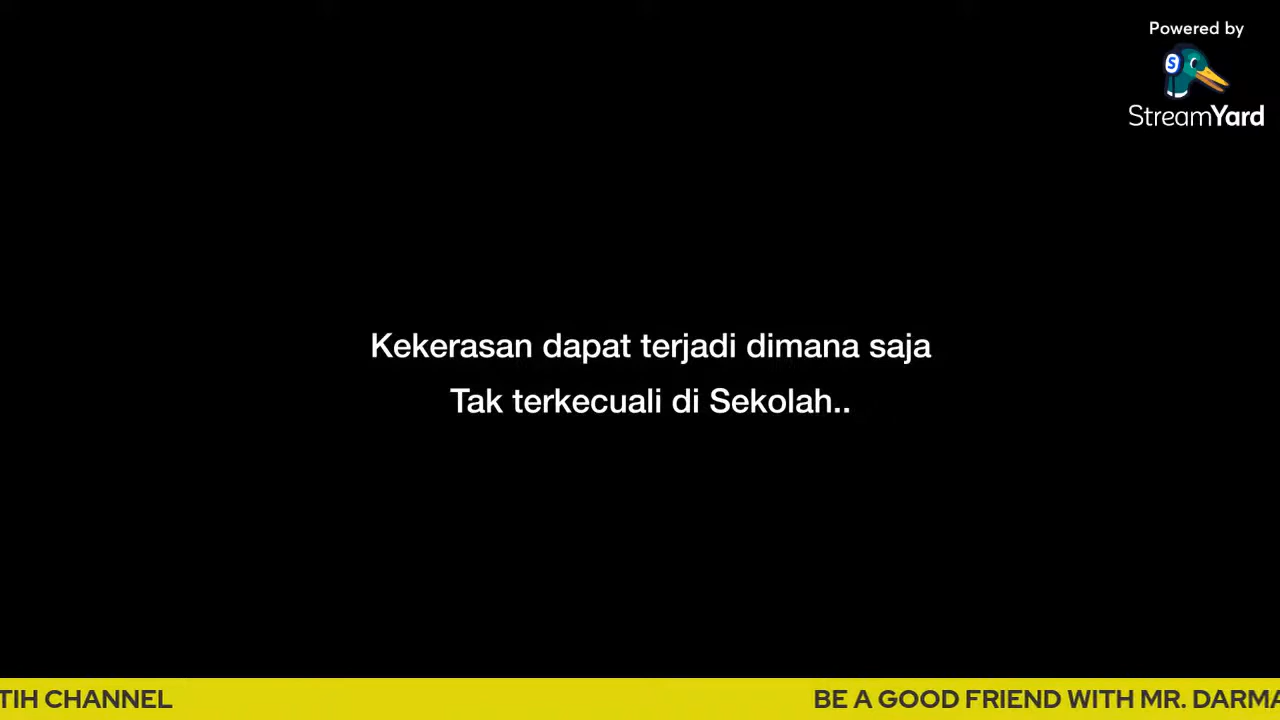 Powered by
S
StreamYard
Kekerasan dapat terjadi dimana saja
Tak terkecuali di Sekolah..
TIH CHANNEL
BE A GOOD FRIEND WITH MR. DARMA